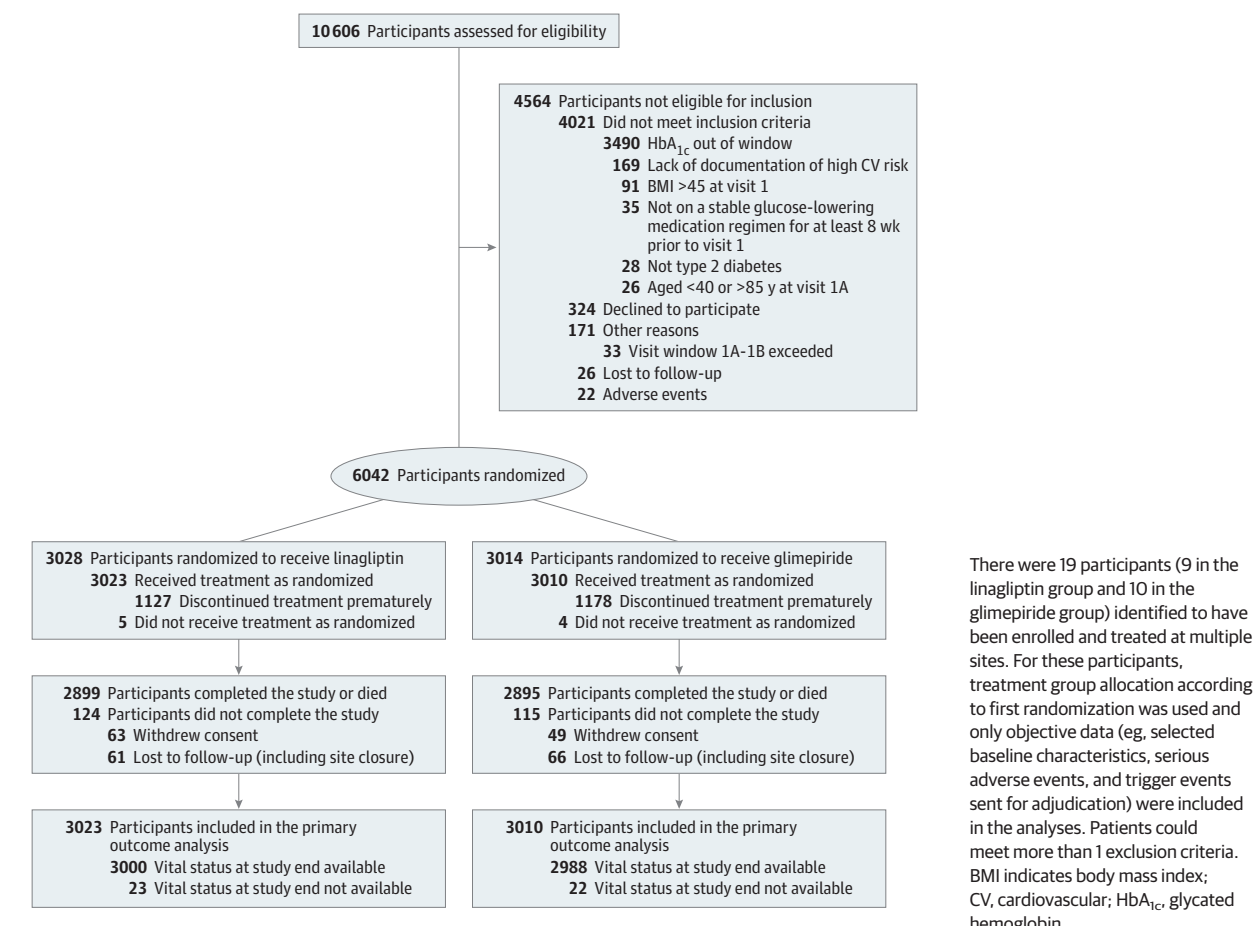 10 606 Participants assessed for eligibility
4564 Participants not eligible for inclusion
4021 Did not meet inclusion criteria
3490 HbA1c out of window
169 Lack of documentation of high CV risk
91 BMI >45 at visit 1
35 Not on a stable glucose-lowering
medication regimen for at least 8 wk
prior to visit 1
28 Not type 2 diabetes
26 Aged <40 or >85 y at visit 1A
324 Declined to participate
171 Other reasons
33 Visit window 1A-1B exceeded
26 Lost to follow-up
22 Adverse events
6042 Participants randomized
3028 Participants randomized to receive linagliptin
3023 Received treatment as randomized
1127 Discontinued treatment prematurely
5 Did not receive treatment as randomized
3014 Participants randomized to receive glimepiride
3010 Received treatment as randomized
1178 Discontinued treatment prematurely
4 Did not receive treatment as randomized
2899 Participants completed the study or died
124 Participants did not complete the study
63 Withdrew consent
61 Lost to follow-up (including site closure)
2895 Participants completed the study or died
115 Participants did not complete the study
49 Withdrew consent
66 Lost to follow-up (including site closure)
3023 Participants included in the primary
outcome analysis
3000 Vital status at study end available
23 Vital status at study end not available
3010 Participants included in the primary
outcome analysis
2988 Vital status at study end available
22 Vital status at study end not available
There were 19 participants (9 in the
linagliptin group and 10 in the
glimepiride group) identified to have
been enrolled and treated at multiple
sites. For these participants,
treatment group allocation according
to first randomization was used and
only objective data (eg, selected
baseline characteristics, serious
adverse events, and trigger events
sent for adjudication) were included
in the analyses. Patients could
meet more than 1 exclusion criteria.
BMI indicates body mass index;
CV, cardiovascular; HbA1c, glycated
hemoglobin